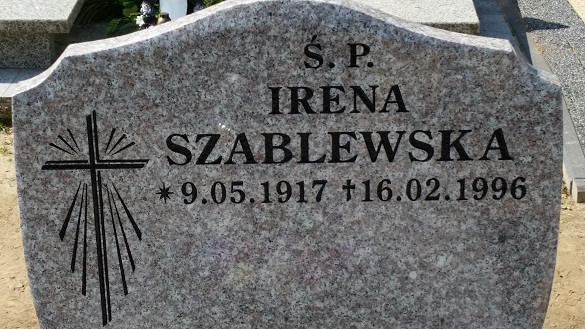 Ś. P.
IRENA
SZABLEWSKA
*9.05.1917 †16.02.1996